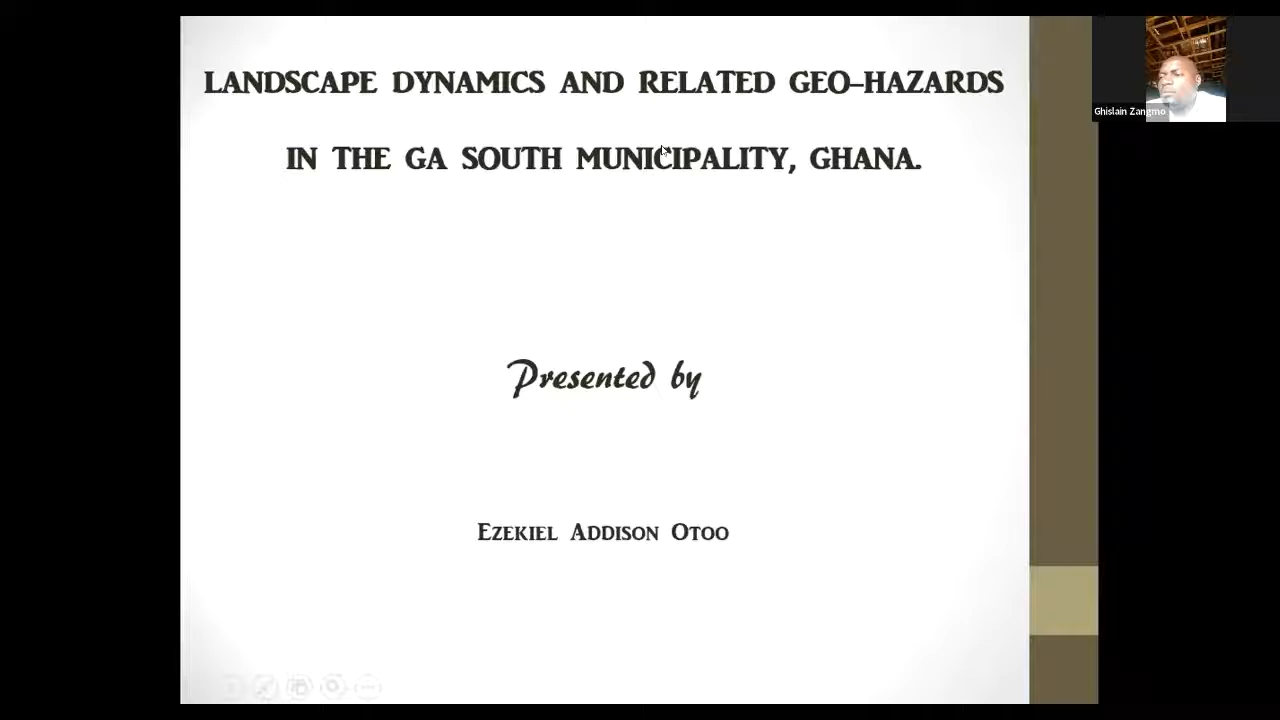 LANDSCAPE DYNAMICS AND RELATED GEO-HAZARDS
IN THE GA SOUTH MUNICIPALITY, GHANA.
Presented by
EZEKIEL ADDISON OTOO
Ghislain Zangmo